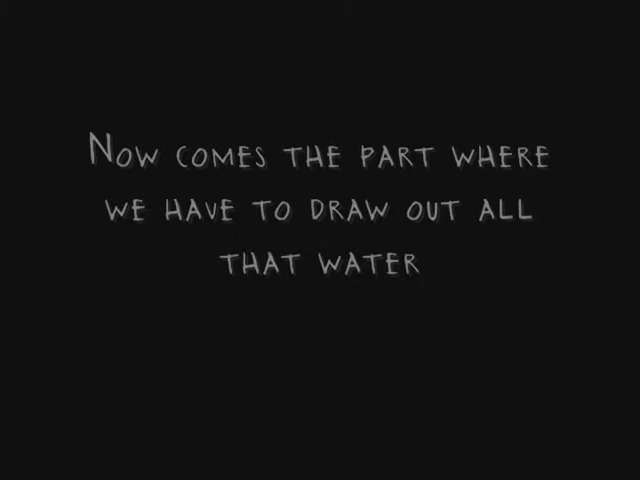 Now comes the part where
we have to draw out all
that water